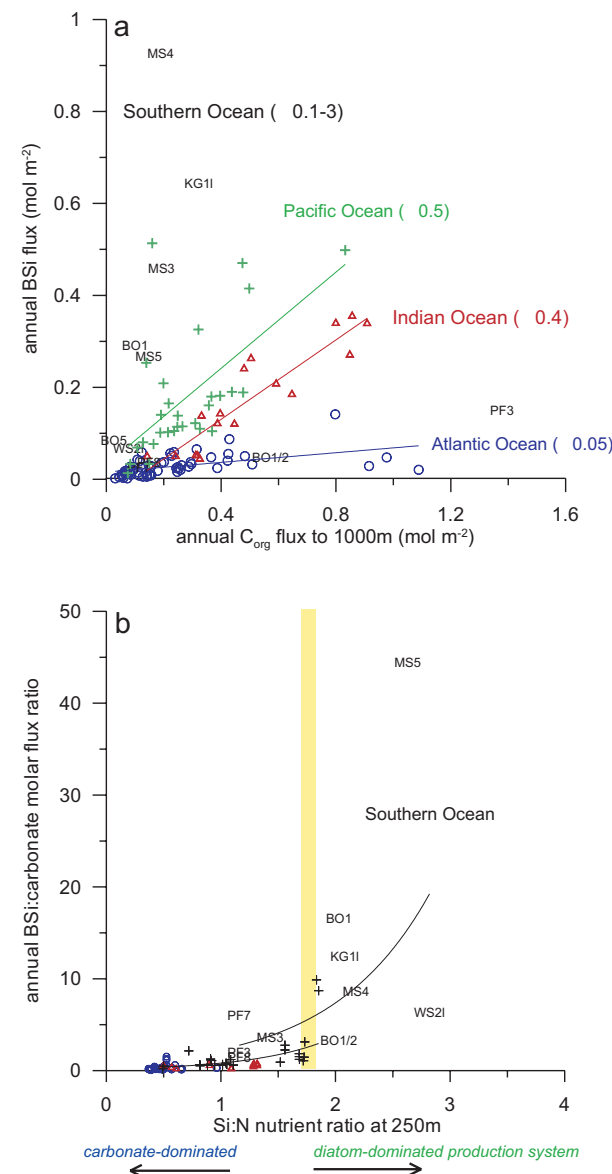 a
1
0.8
0.6
0.4
0.2
0
annual BSi flux (mol m⁻²)
MS4
Southern Ocean ( 0.1-3)
KG1I
Pacific Ocean ( 0.5)
MS3
Indian Ocean ( 0.4)
BO1
MS5
PF3
BO5
WS2I
BO1/2
Atlantic Ocean ( 0.05)
0 0.4 0.8 1.2 1.6
annual Corg flux to 1000m (mol m⁻²)
b
50
40
30
20
10
0
annual BSi:carbonate molar flux ratio
MS5
Southern Ocean
BO1
KG1I
MS4
WS2I
PF7
MS3
BO1/2
PF3
0 1 2 3 4
Si:N nutrient ratio at 250m
carbonate-dominated diatom-dominated production system